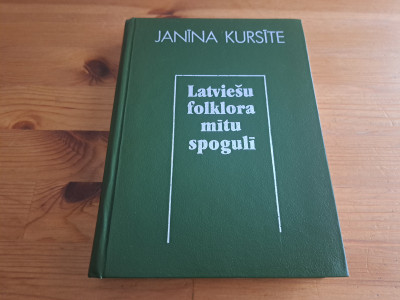 JANĪNA KURSĪTE
Latviešu
folklora
mītu
spogulī